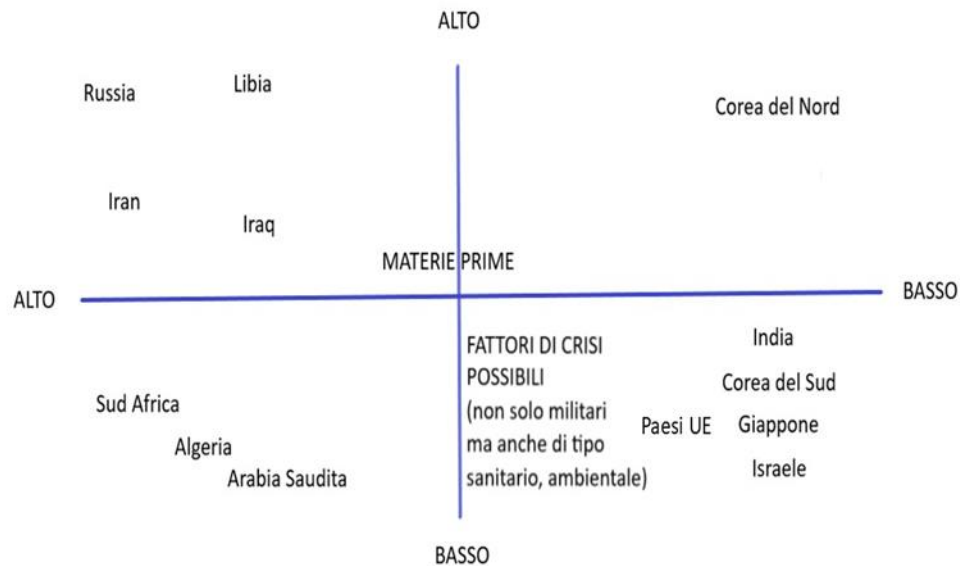 ALTO
Russia
Libia
Corea del Nord
Iran
Iraq
MATERIE PRIME
ALTO
BASSO
FATTORI DI CRISI
POSSIBILI
(non solo militari
ma anche di tipo
sanitario, ambientale)
India
Corea del Sud
Paesi UE
Giappone
Israele
Sud Africa
Algeria
Arabia Saudita
BASSO